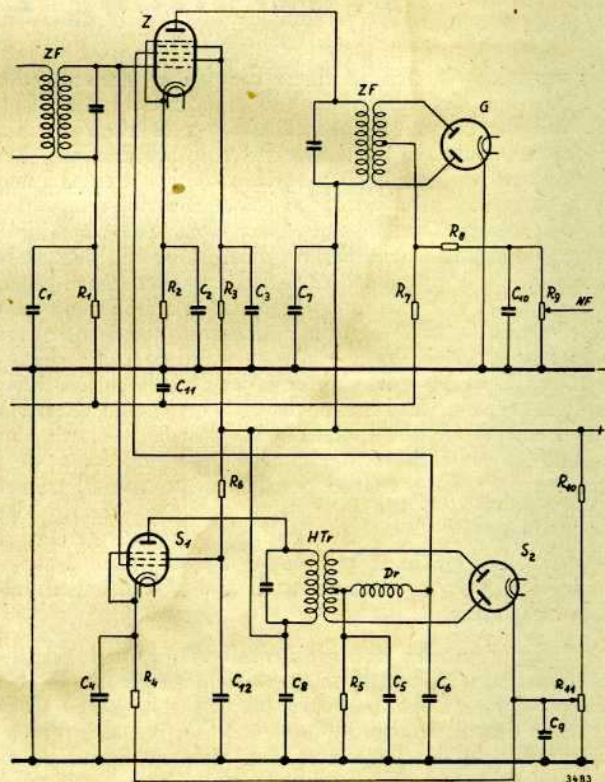 Z
ZF
ZF
G
R8
C1
R1
R2
C2
R3
C3
C7
R7
C10
R9
NF
−
C11
+
R6
R10
S1
HTr
Dr
S2
C4
R4
C12
C8
R5
C5
C6
R11
C9
3483